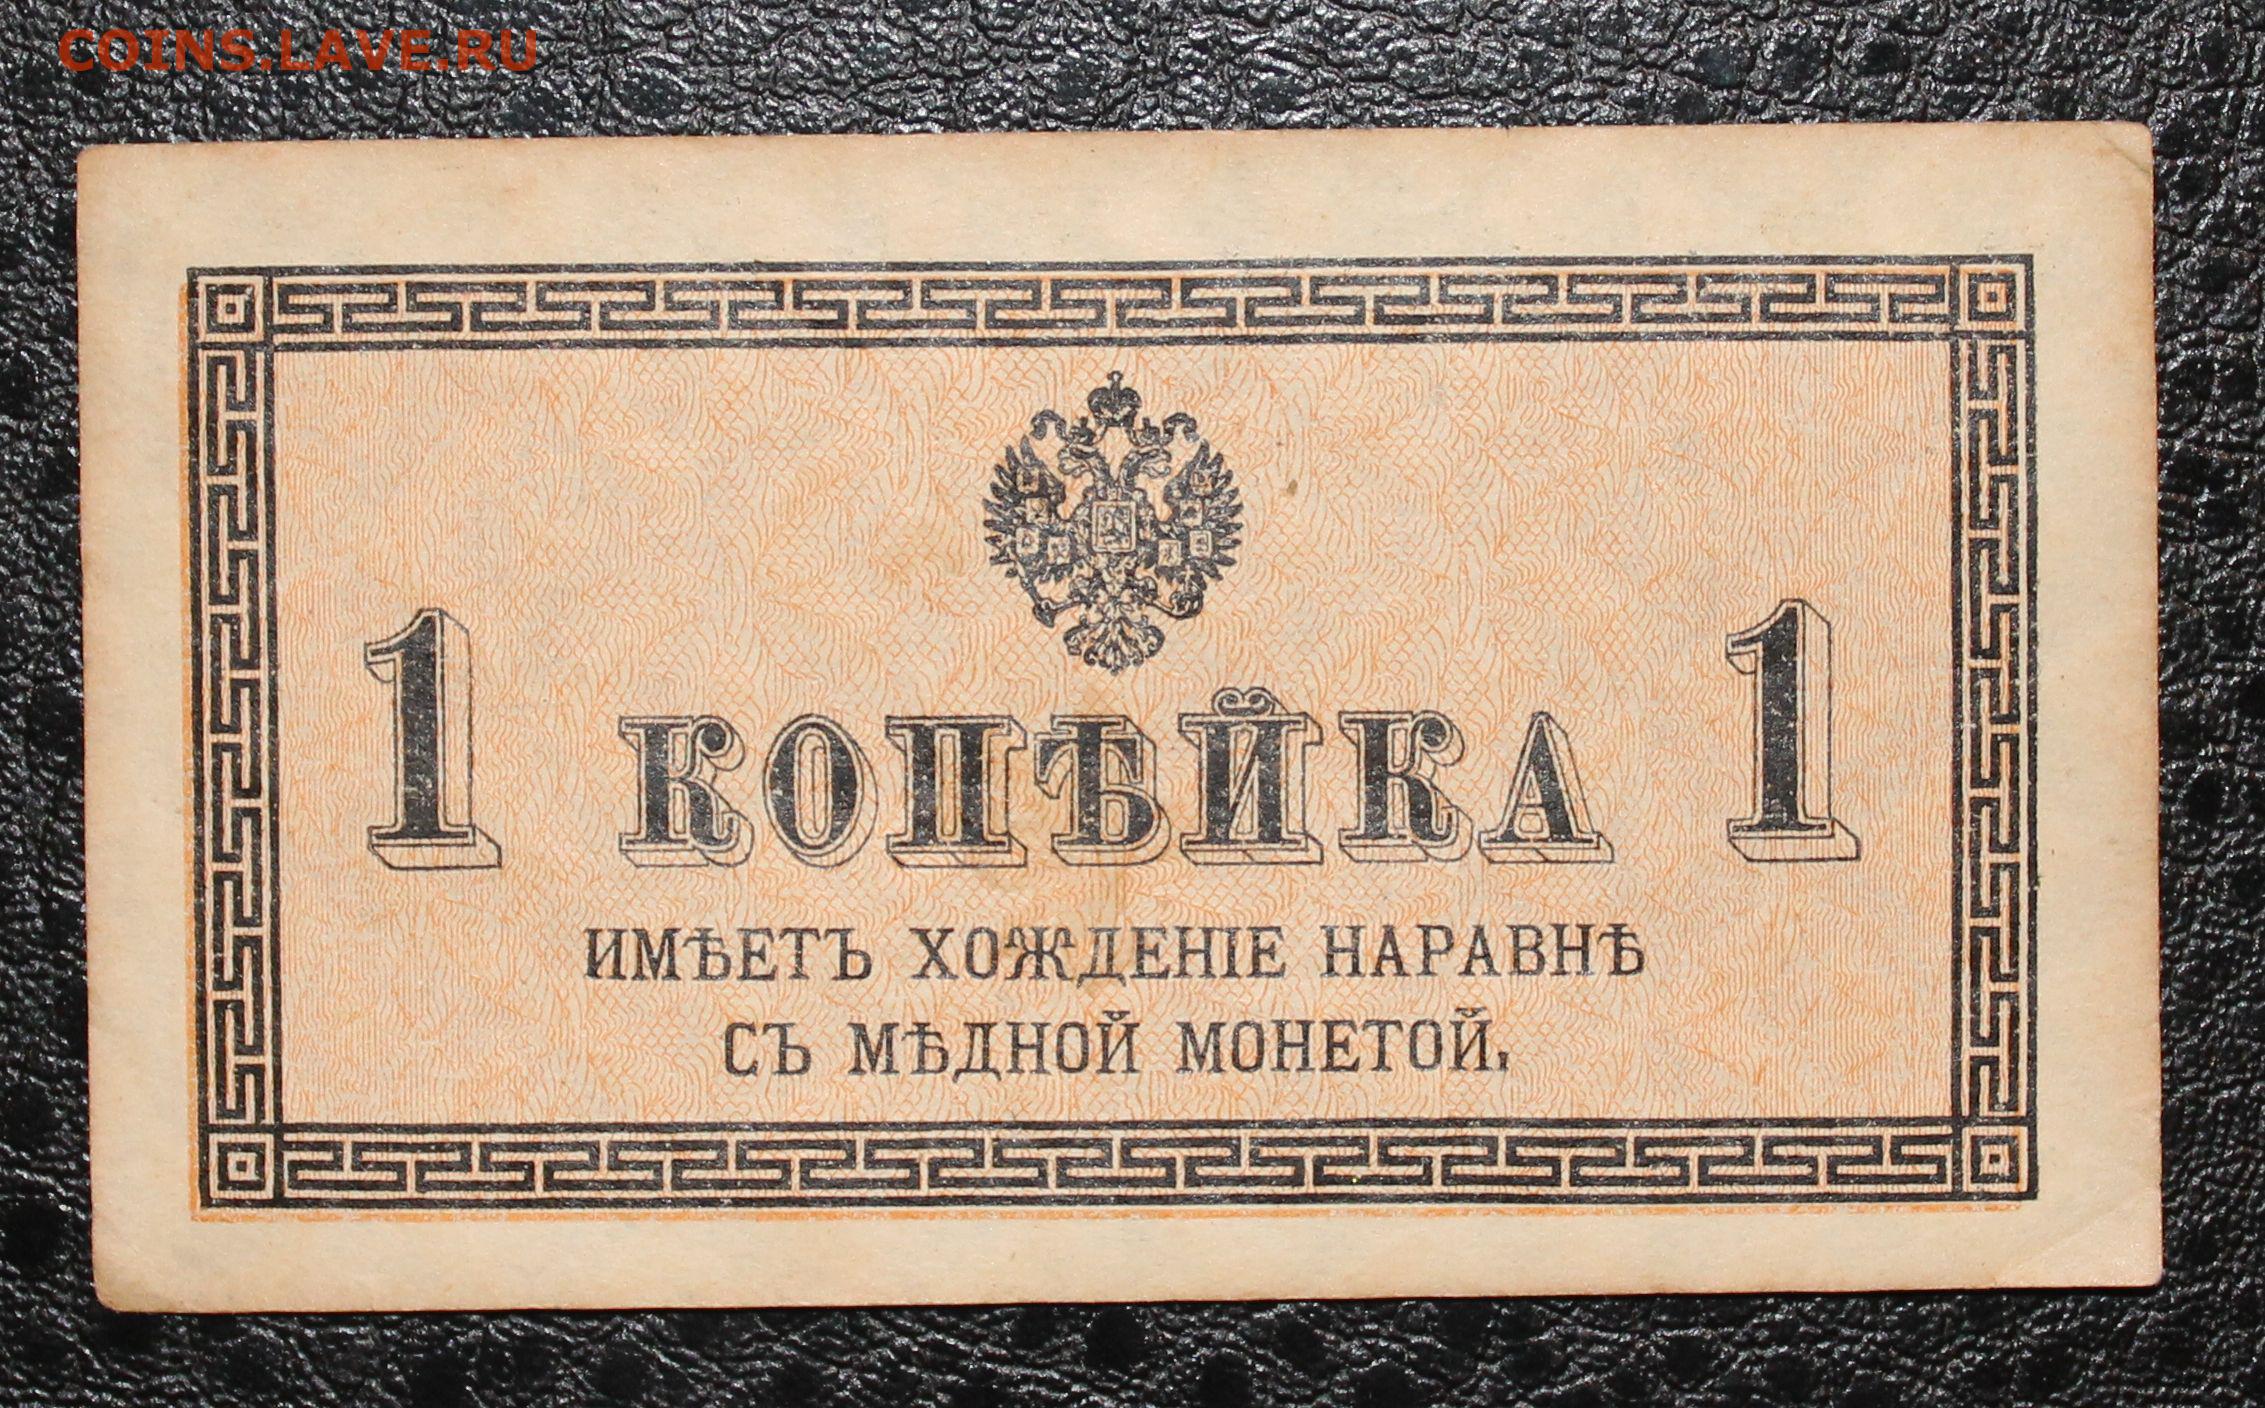 COINS.LAVE.RU
1 КОПѢЙКА 1
ИМѢЕТЪ ХОЖДЕНІЕ НАРАВНѢ
СЪ МѢДНОЙ МОНЕТОЙ.